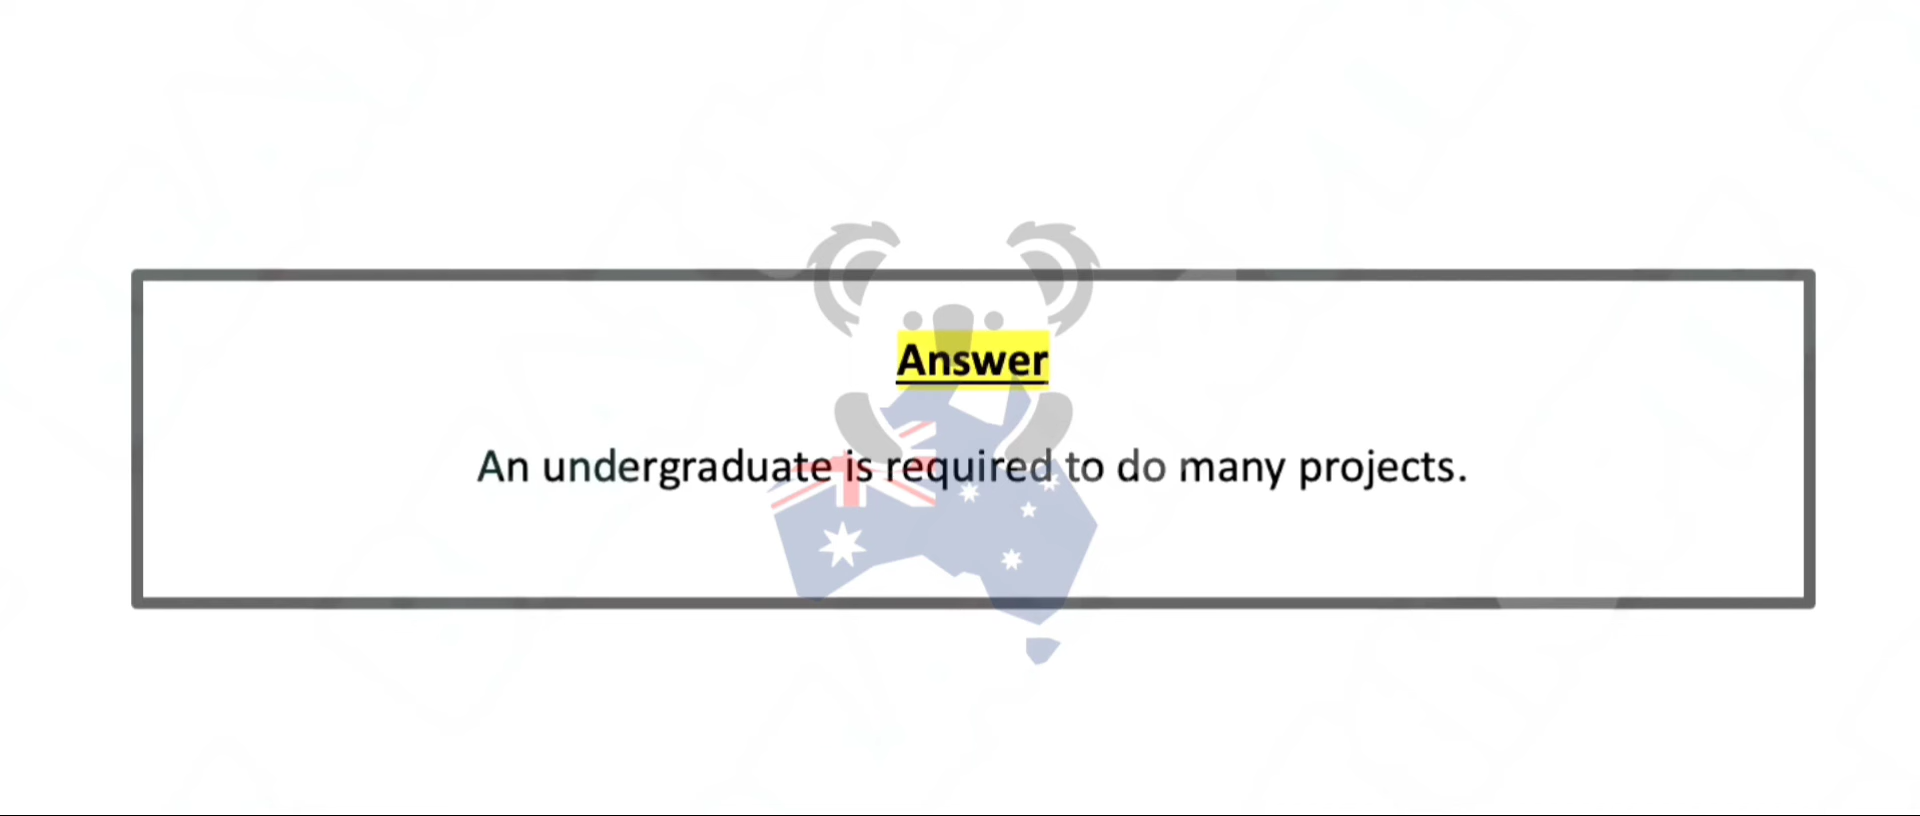 Answer
An undergraduate is required to do many projects.